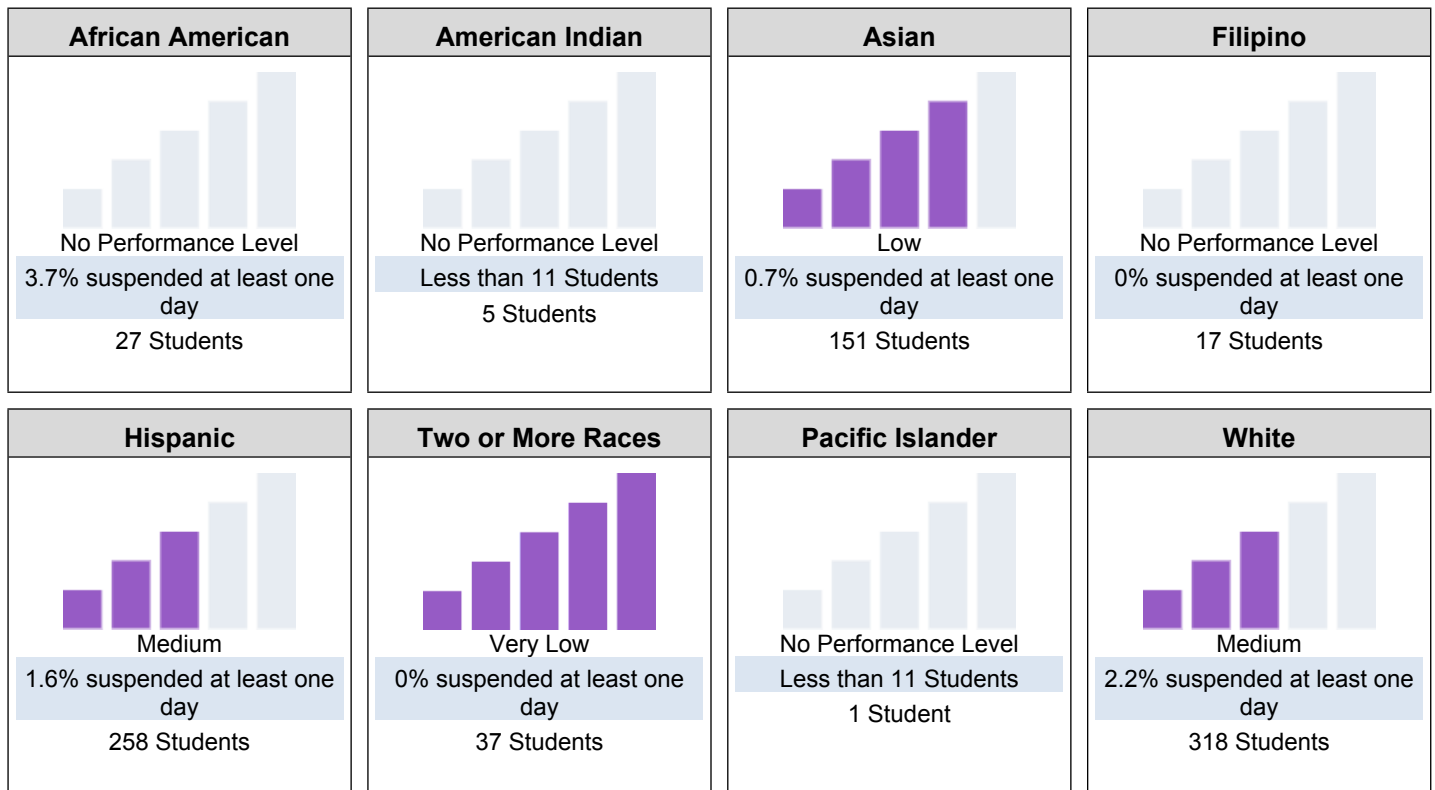 African American
No Performance Level
3.7% suspended at least one
day
27 Students
American Indian
No Performance Level
Less than 11 Students
5 Students
Asian
Low
0.7% suspended at least one
day
151 Students
Filipino
No Performance Level
0% suspended at least one
day
17 Students
Hispanic
Medium
1.6% suspended at least one
day
258 Students
Two or More Races
Very Low
0% suspended at least one
day
37 Students
Pacific Islander
No Performance Level
Less than 11 Students
1 Student
White
Medium
2.2% suspended at least one
day
318 Students